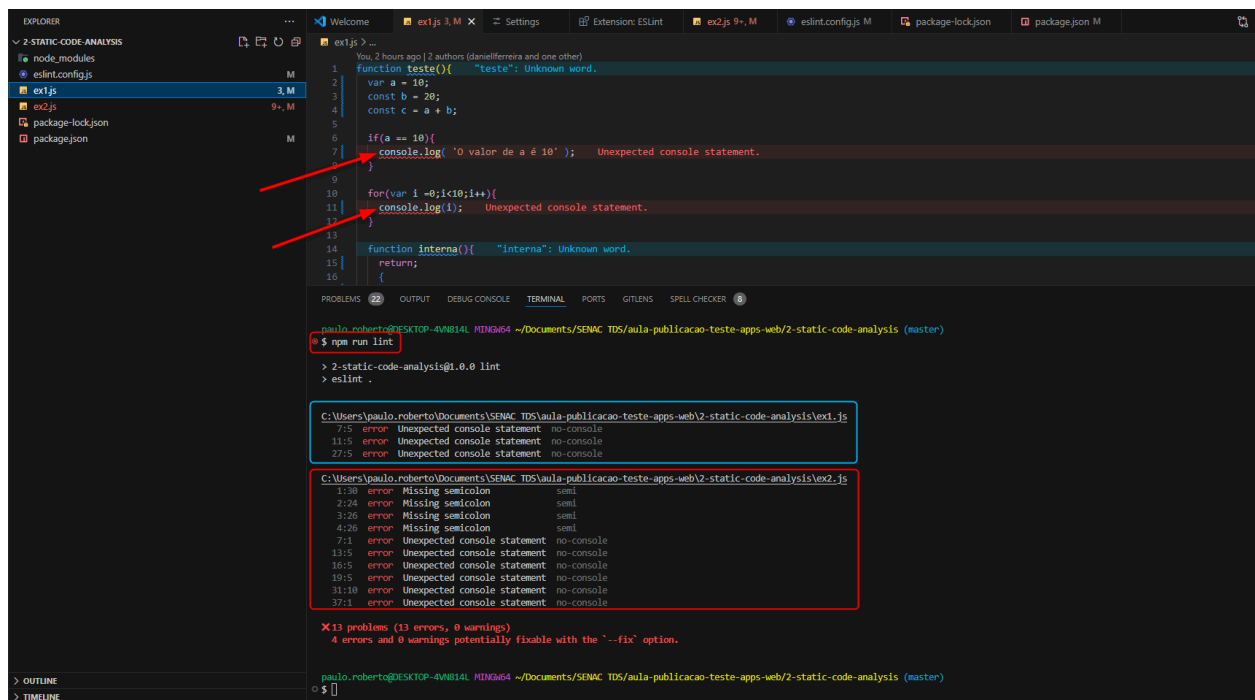 EXPLORER
···
Welcome
ex1.js 3, M
Settings
Extension: ESLint
ex2.js 9+, M
eslint.config.js M
package-lock.json
package.json M
2-STATIC-CODE-ANALYSIS
node_modules
eslint.config.js M
ex1.js 3, M
ex2.js 9+, M
package-lock.json
package.json M
OUTLINE
TIMELINE
ex1.js > ...
You, 2 hours ago | 2 authors (daniellferreira and one other)
1 function teste(){ "teste": Unknown word.
2 var a = 10;
3 const b = 20;
4 const c = a + b;
5
6 if(a == 10){
7 console.log( 'O valor de a é 10' ); Unexpected console statement.
8 }
9
10 for(var i =0;i<10;i++){
11 console.log(i); Unexpected console statement.
12 }
13
14 function interna(){ "interna": Unknown word.
15 return;
16 {
PROBLEMS 22 OUTPUT DEBUG CONSOLE TERMINAL PORTS GITLENS SPELL CHECKER 8
paulo.roberto@DESKTOP-4VN814L MINGW64 ~/Documents/SENAC TDS/aula-publicacao-teste-apps-web/2-static-code-analysis (master)
$ npm run lint
> 2-static-code-analysis@1.0.0 lint
> eslint .
C:\Users\paulo.roberto\Documents\SENAC TDS\aula-publicacao-teste-apps-web\2-static-code-analysis\ex1.js
7:5 error Unexpected console statement no-console
11:5 error Unexpected console statement no-console
27:5 error Unexpected console statement no-console
C:\Users\paulo.roberto\Documents\SENAC TDS\aula-publicacao-teste-apps-web\2-static-code-analysis\ex2.js
1:30 error Missing semicolon semi
2:24 error Missing semicolon semi
3:26 error Missing semicolon semi
4:26 error Missing semicolon semi
7:1 error Unexpected console statement no-console
13:5 error Unexpected console statement no-console
16:5 error Unexpected console statement no-console
19:5 error Unexpected console statement no-console
31:10 error Unexpected console statement no-console
37:1 error Unexpected console statement no-console
✕ 13 problems (13 errors, 0 warnings)
4 errors and 0 warnings potentially fixable with the `--fix` option.
paulo.roberto@DESKTOP-4VN814L MINGW64 ~/Documents/SENAC TDS/aula-publicacao-teste-apps-web/2-static-code-analysis (master)
$